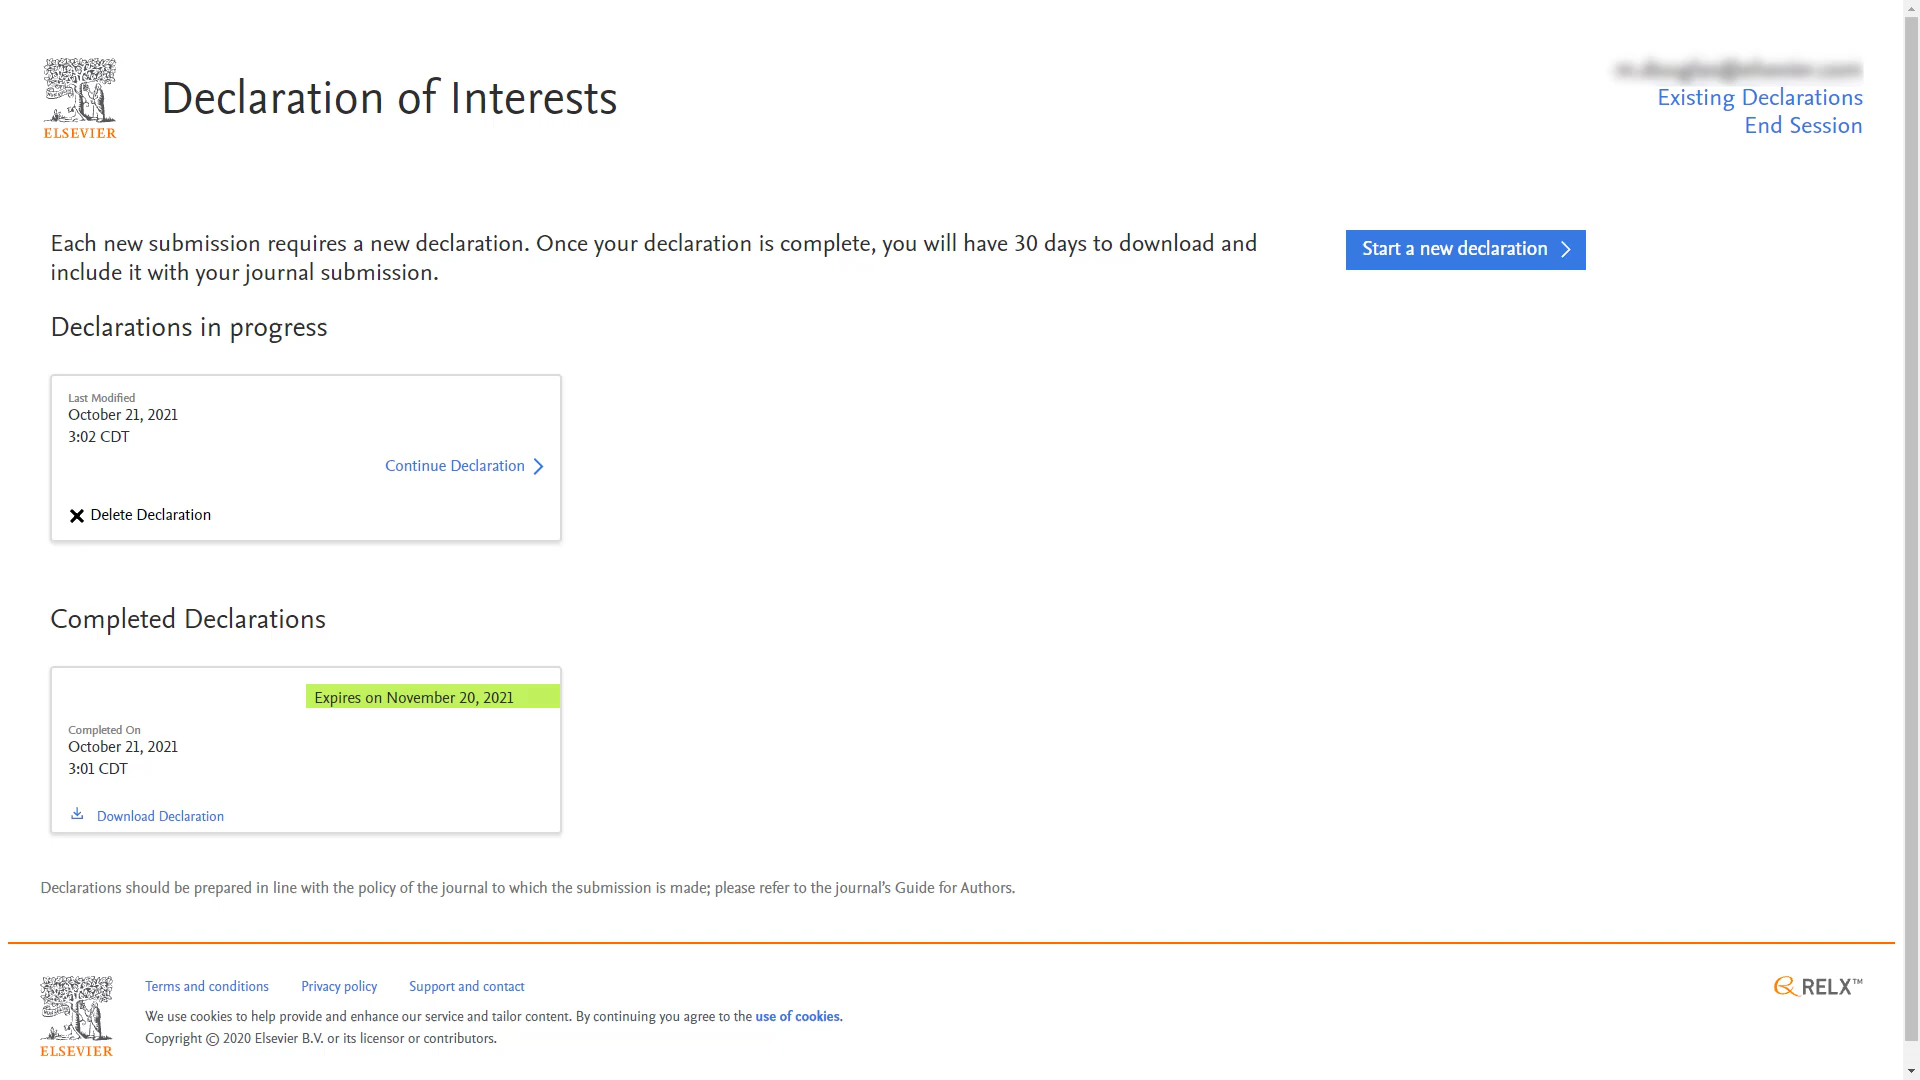 ELSEVIER
Declaration of Interests
Existing Declarations
End Session
Each new submission requires a new declaration. Once your declaration is complete, you will have 30 days to download and
include it with your journal submission.
Start a new declaration
Declarations in progress
Last Modified
October 21, 2021
3:02 CDT
Continue Declaration
Delete Declaration
Completed Declarations
Expires on November 20, 2021
Completed On
October 21, 2021
3:01 CDT
Download Declaration
Declarations should be prepared in line with the policy of the journal to which the submission is made; please refer to the journal’s Guide for Authors.
ELSEVIER
Terms and conditions Privacy policy Support and contact
We use cookies to help provide and enhance our service and tailor content. By continuing you agree to the use of cookies.
Copyright © 2020 Elsevier B.V. or its licensor or contributors.
RELX™